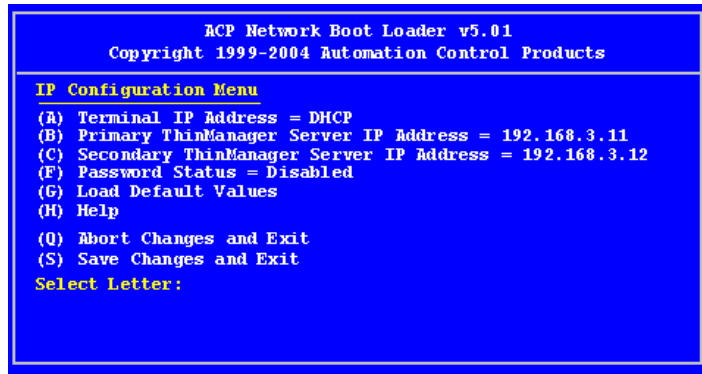 ACP Network Boot Loader v5.01
Copyright 1999-2004 Automation Control Products
IP Configuration Menu
(A) Terminal IP Address = DHCP
(B) Primary ThinManager Server IP Address = 192.168.3.11
(C) Secondary ThinManager Server IP Address = 192.168.3.12
(F) Password Status = Disabled
(G) Load Default Values
(H) Help
(Q) Abort Changes and Exit
(S) Save Changes and Exit
Select Letter: